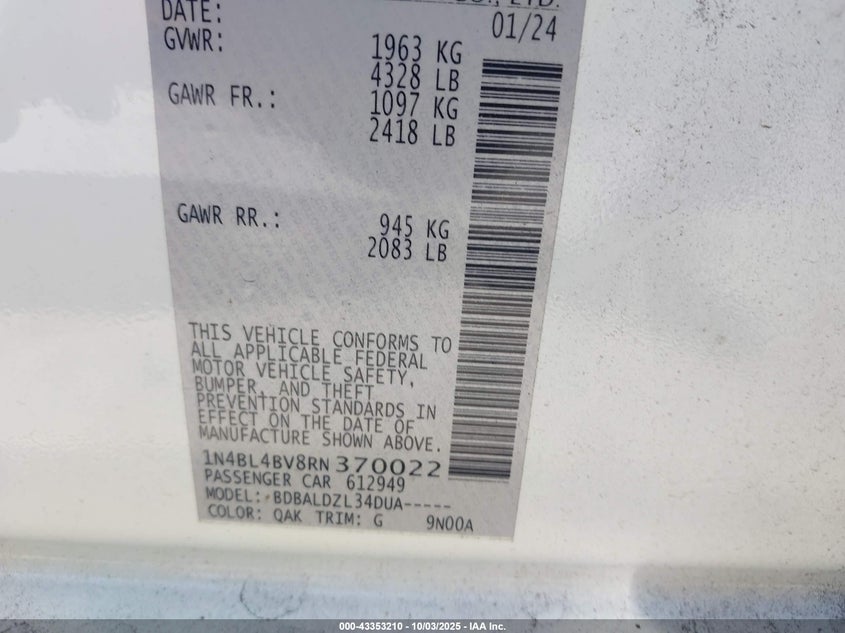 DATE: 01/24
GVWR: 1963 KG
4328 LB
GAWR FR.: 1097 KG
2418 LB
GAWR RR.: 945 KG
2083 LB
THIS VEHICLE CONFORMS TO
ALL APPLICABLE FEDERAL
MOTOR VEHICLE SAFETY,
BUMPER, AND THEFT
PREVENTION STANDARDS IN
EFFECT ON THE DATE OF
MANUFACTURE SHOWN ABOVE.
1N4BL4BV8RN370022
PASSENGER CAR 612949
MODEL: BDBALDZL34DUA-----
COLOR: QAK TRIM: G 9N00A
000-43353210 - 10/03/2025 - IAA Inc.